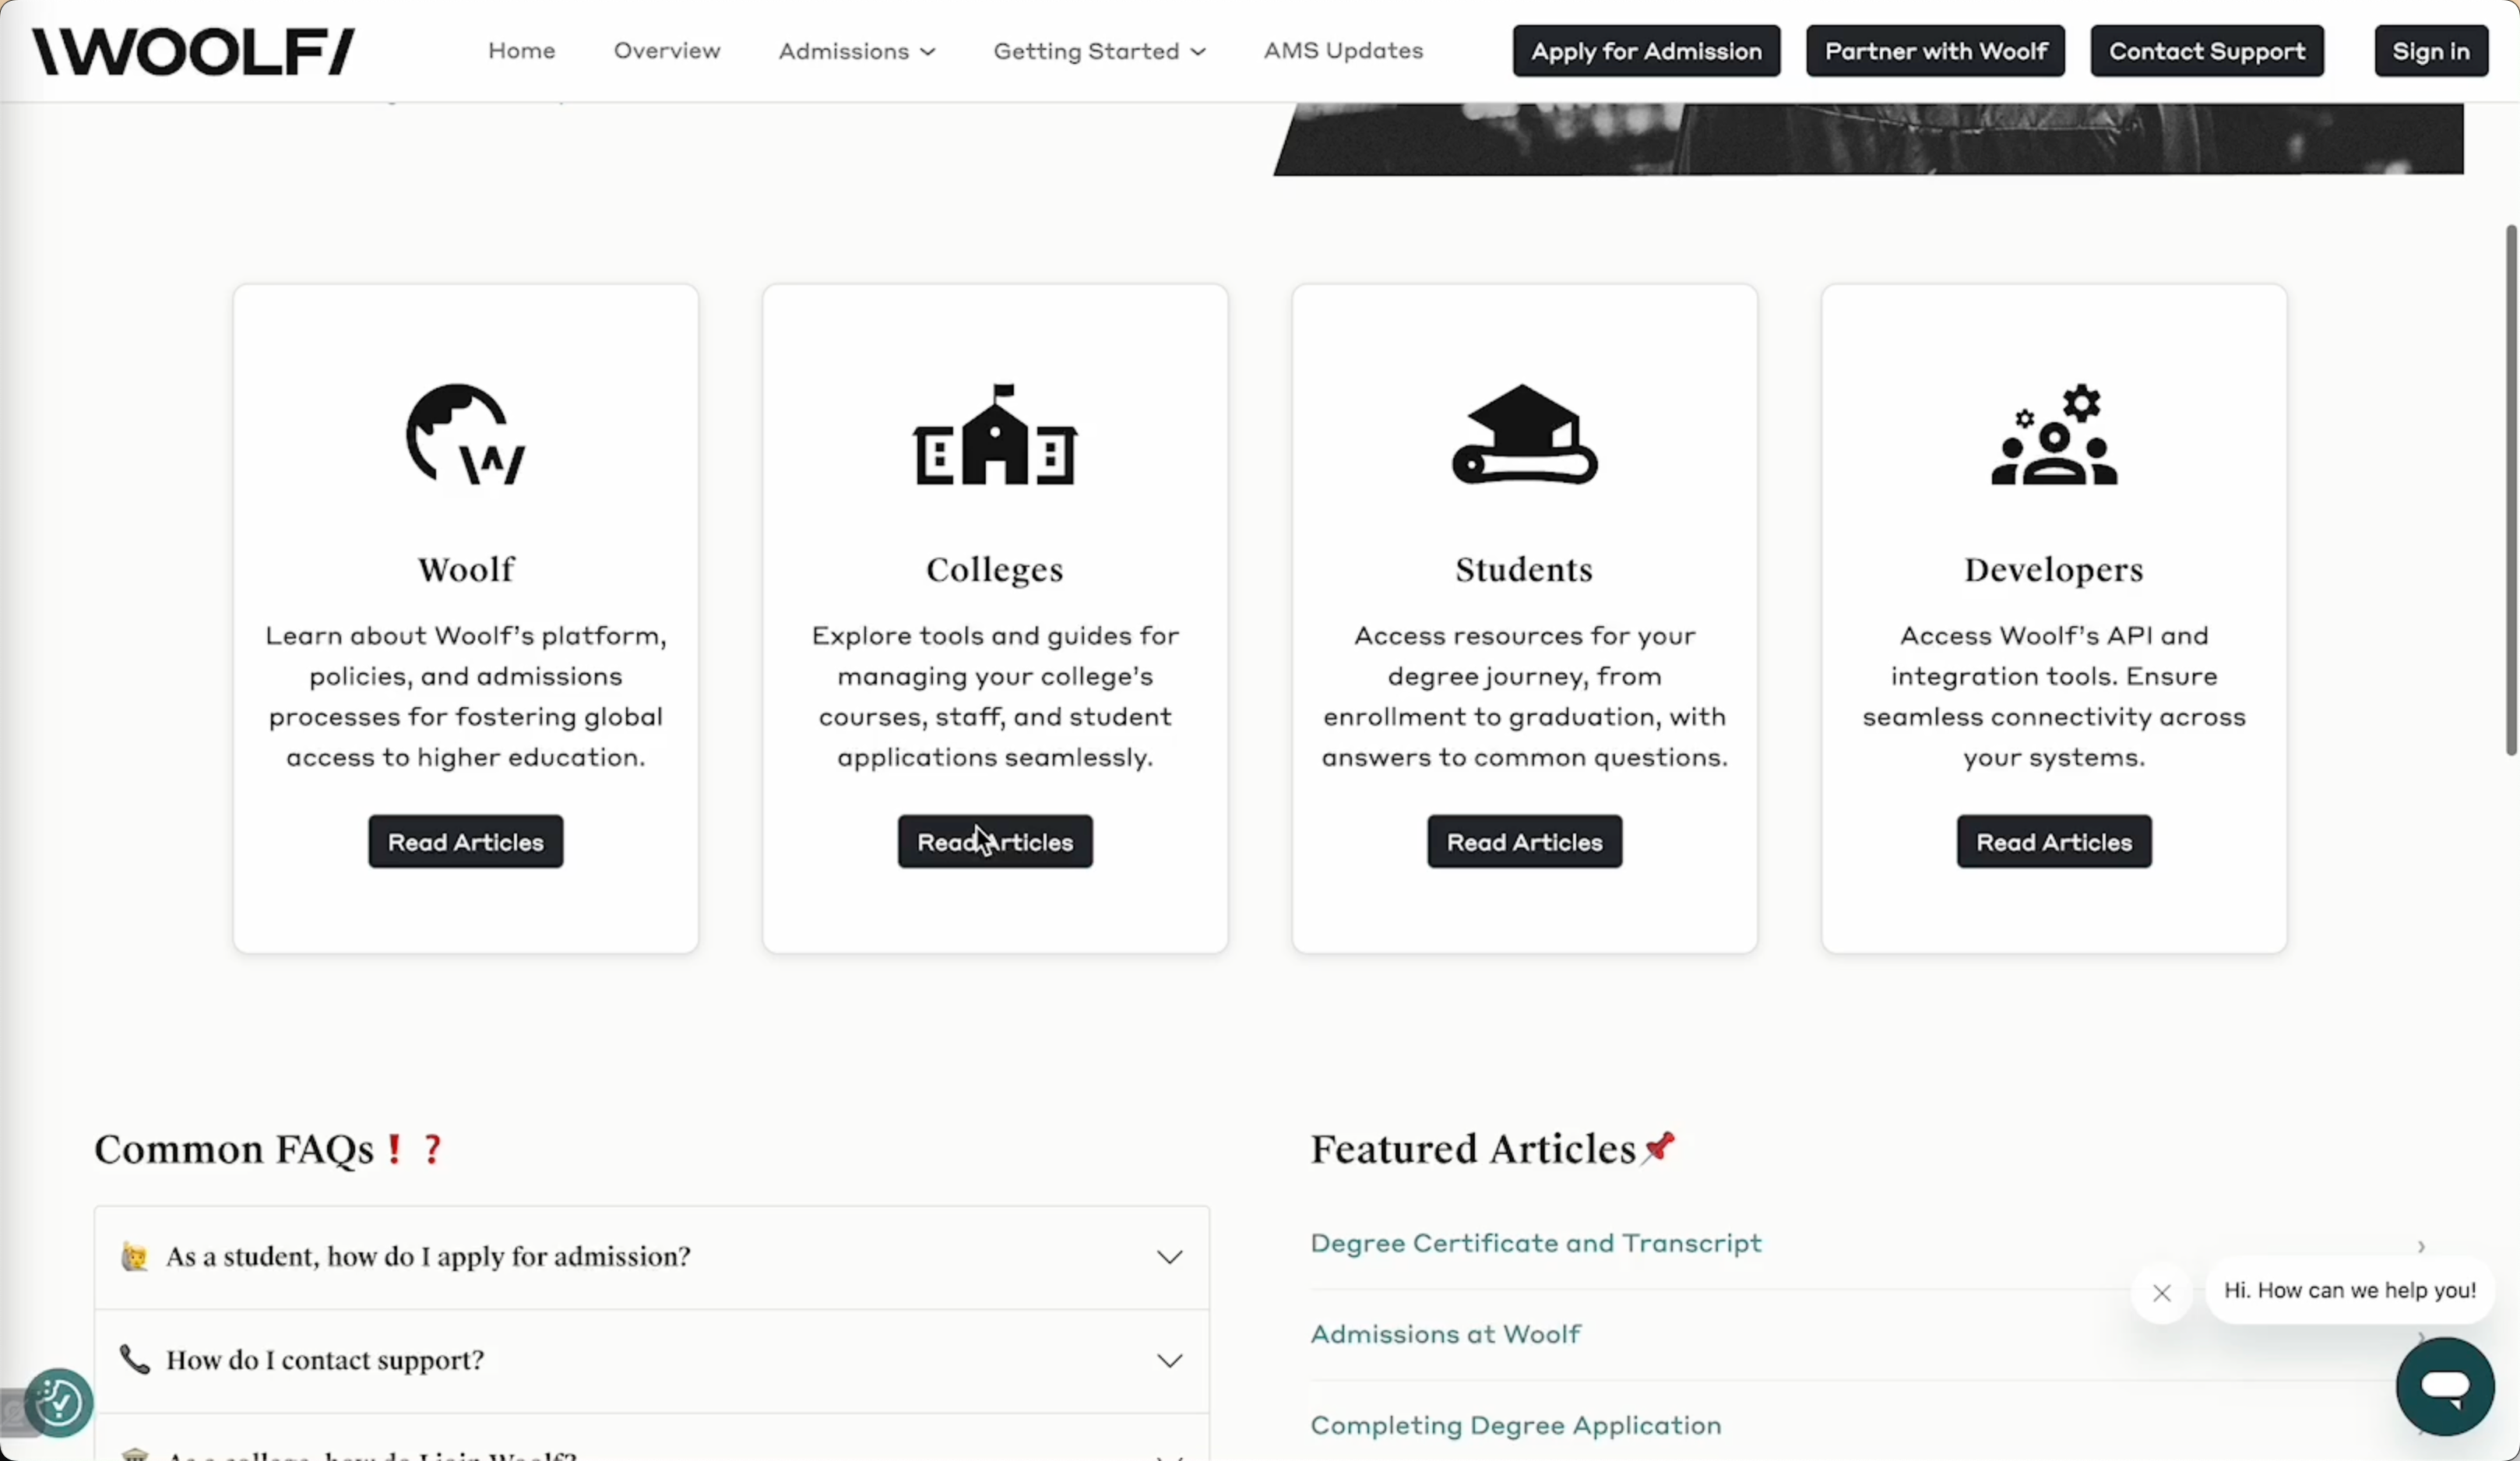 \WOOLF/
Home
Overview
Admissions
Getting Started
AMS Updates
Apply for Admission
Partner with Woolf
Contact Support
Sign in
Woolf
Learn about Woolf's platform,
policies, and admissions
processes for fostering global
access to higher education.
Read Articles
Colleges
Explore tools and guides for
managing your college's
courses, staff, and student
applications seamlessly.
Read Articles
Students
Access resources for your
degree journey, from
enrollment to graduation, with
answers to common questions.
Read Articles
Developers
Access Woolf's API and
integration tools. Ensure
seamless connectivity across
your systems.
Read Articles
Common FAQs❗❓
As a student, how do I apply for admission?
How do I contact support?
As a college, how do I join Woolf?
Featured Articles📌
Degree Certificate and Transcript
Admissions at Woolf
Completing Degree Application
Hi. How can we help you!